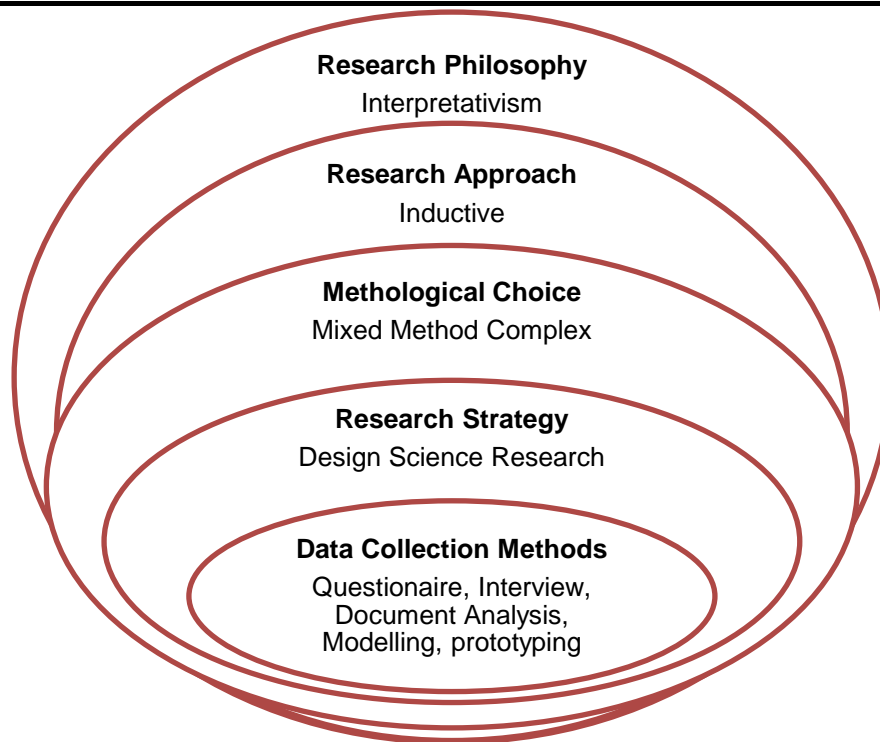 Research Philosophy
Interpretativism
Research Approach
Inductive
Methological Choice
Mixed Method Complex
Research Strategy
Design Science Research
Data Collection Methods
Questionaire, Interview,
Document Analysis,
Modelling, prototyping